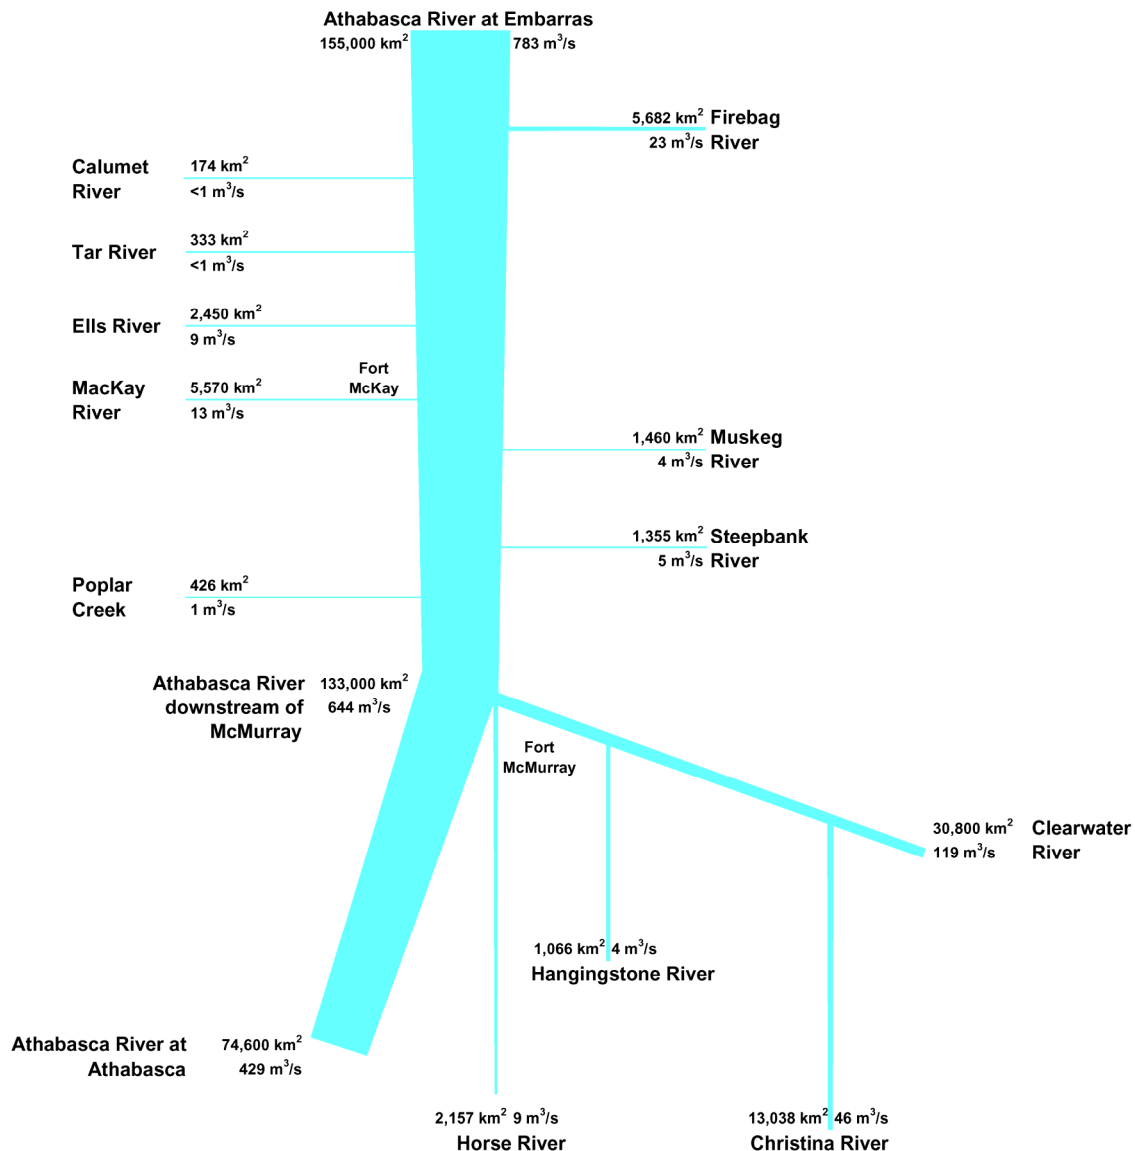 Athabasca River at Embarras
155,000 km² 783 m³/s
5,682 km² Firebag
23 m³/s River
Calumet 174 km²
River <1 m³/s
Tar River 333 km²
<1 m³/s
Ells River 2,450 km²
9 m³/s
Fort
McKay
MacKay 5,570 km²
River 13 m³/s
1,460 km² Muskeg
4 m³/s River
1,355 km² Steepbank
5 m³/s River
Poplar 426 km²
Creek 1 m³/s
Athabasca River 133,000 km²
downstream of 644 m³/s
McMurray
Fort
McMurray
30,800 km² Clearwater
119 m³/s River
1,066 km² 4 m³/s
Hangingstone River
Athabasca River at 74,600 km²
Athabasca 429 m³/s
2,157 km² 9 m³/s
Horse River
13,038 km² 46 m³/s
Christina River